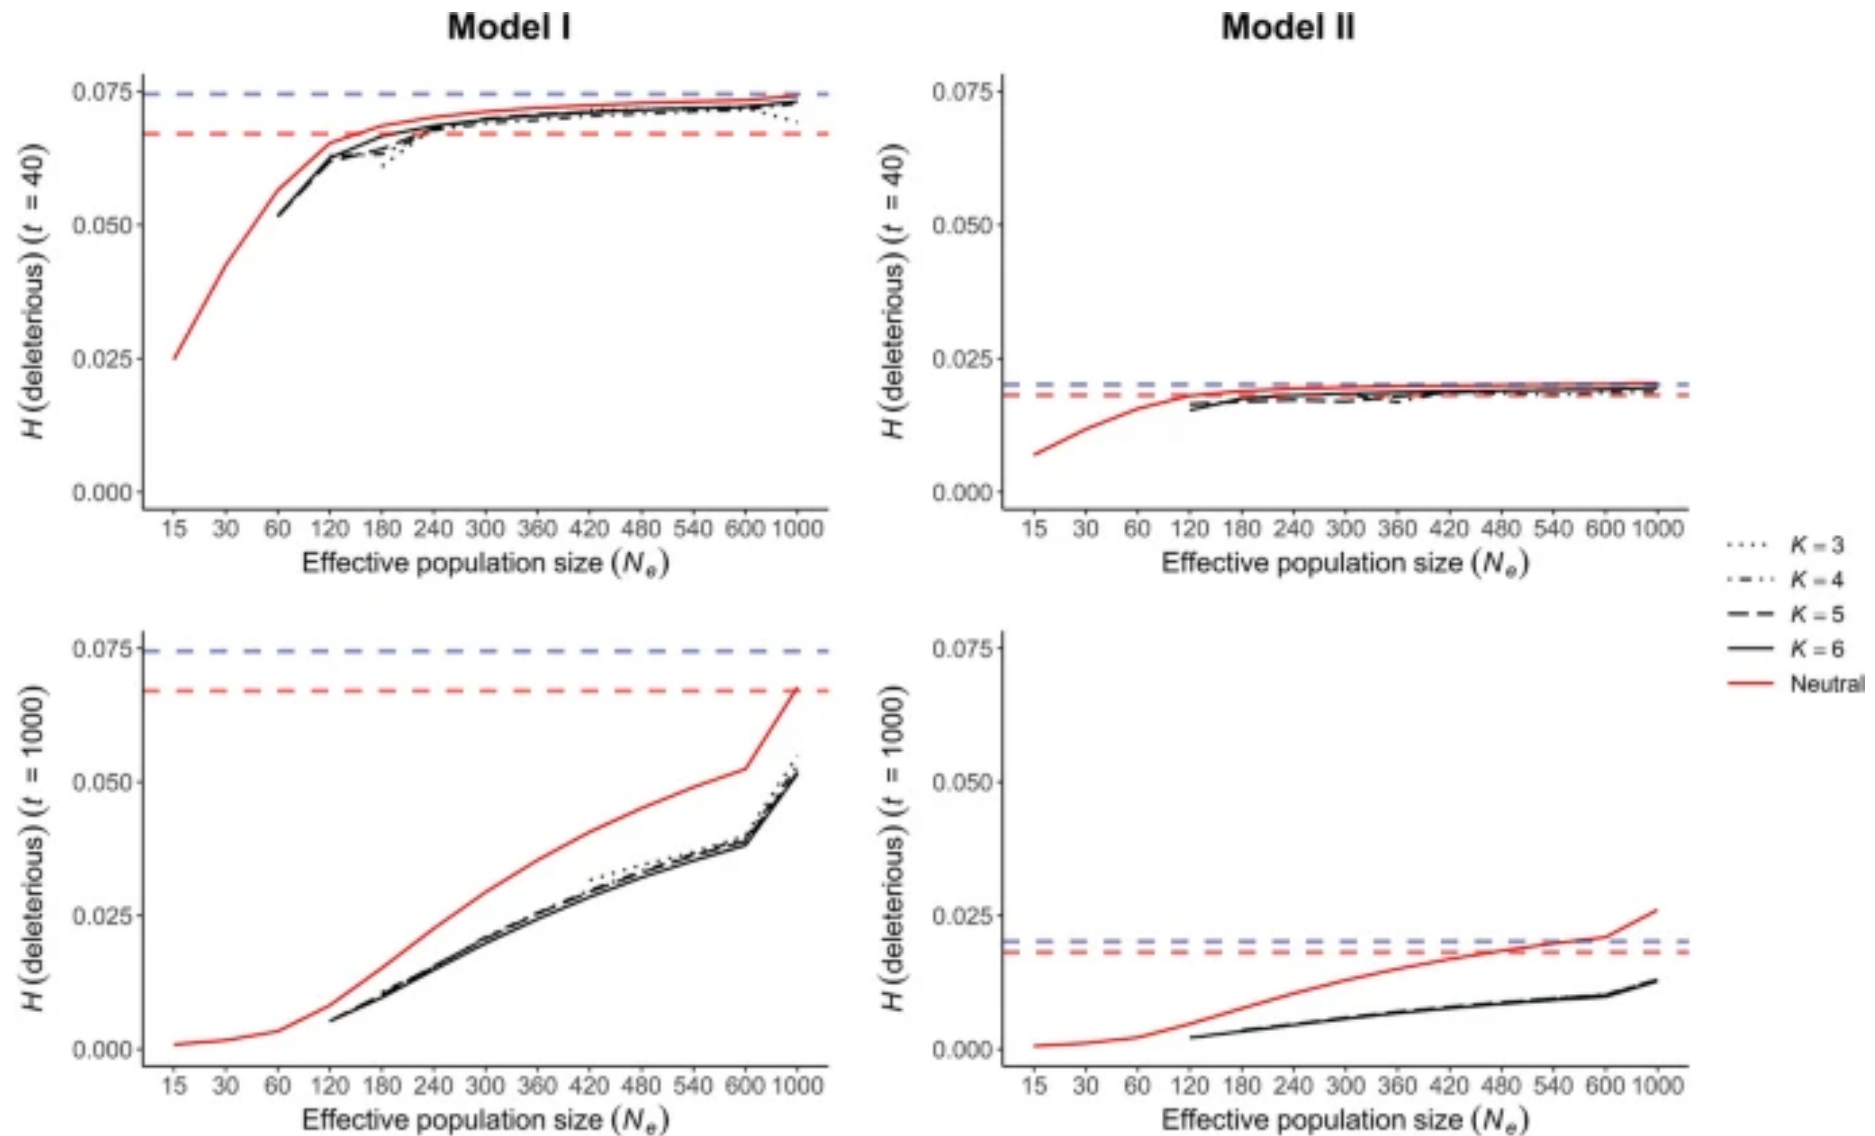 Model I
Model II
H (deleterious) (t = 40)
0.075
0.050
0.025
0.000
15 30 60 120 180 240 300 360 420 480 540 600 1000
Effective population size (Ne)
H (deleterious) (t = 40)
0.075
0.050
0.025
0.000
15 30 60 120 180 240 300 360 420 480 540 600 1000
Effective population size (Ne)
K = 3
K = 4
K = 5
K = 6
Neutral
H (deleterious) (t = 1000)
0.075
0.050
0.025
0.000
15 30 60 120 180 240 300 360 420 480 540 600 1000
Effective population size (Ne)
H (deleterious) (t = 1000)
0.075
0.050
0.025
0.000
15 30 60 120 180 240 300 360 420 480 540 600 1000
Effective population size (Ne)